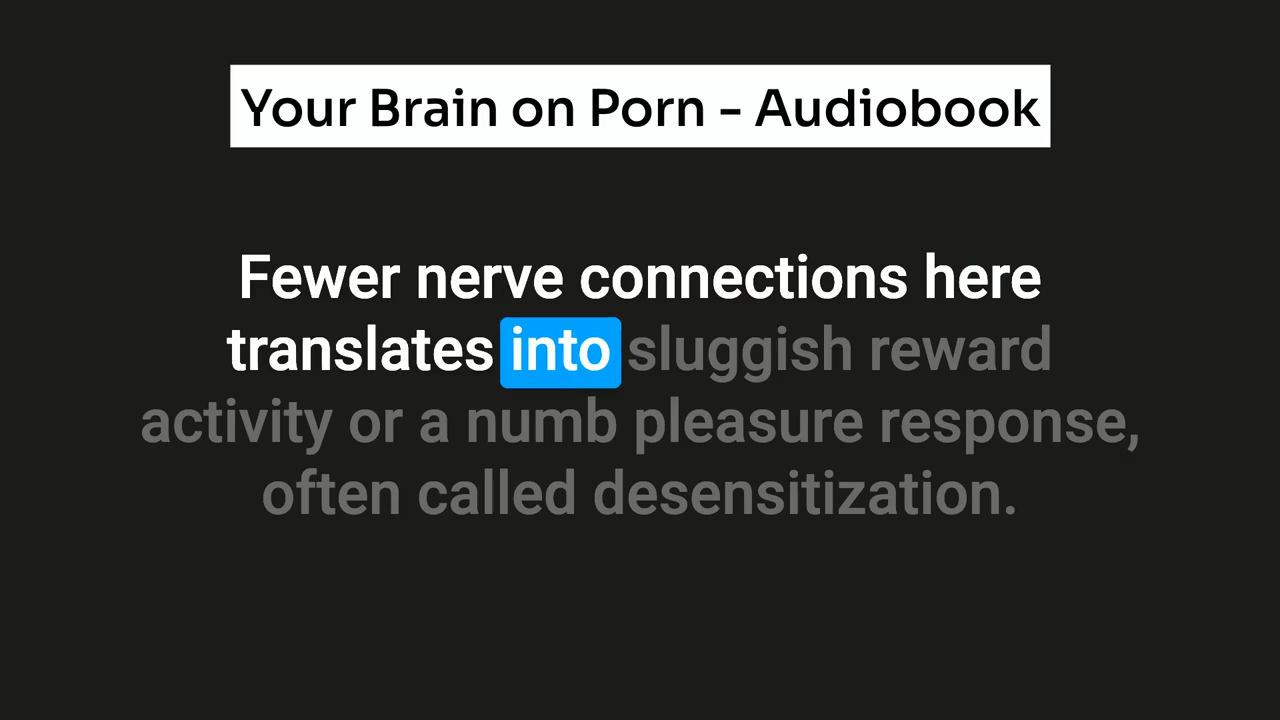 Your Brain on Porn - Audiobook
Fewer nerve connections here
translates into sluggish reward
activity or a numb pleasure response,
often called desensitization.